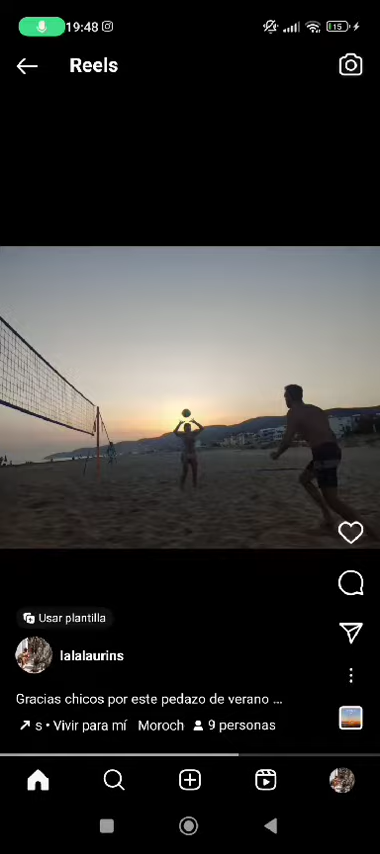 19:48
15
Reels
Usar plantilla
lalalaurins
Gracias chicos por este pedazo de verano ...
s • Vivir para mí Moroch 9 personas